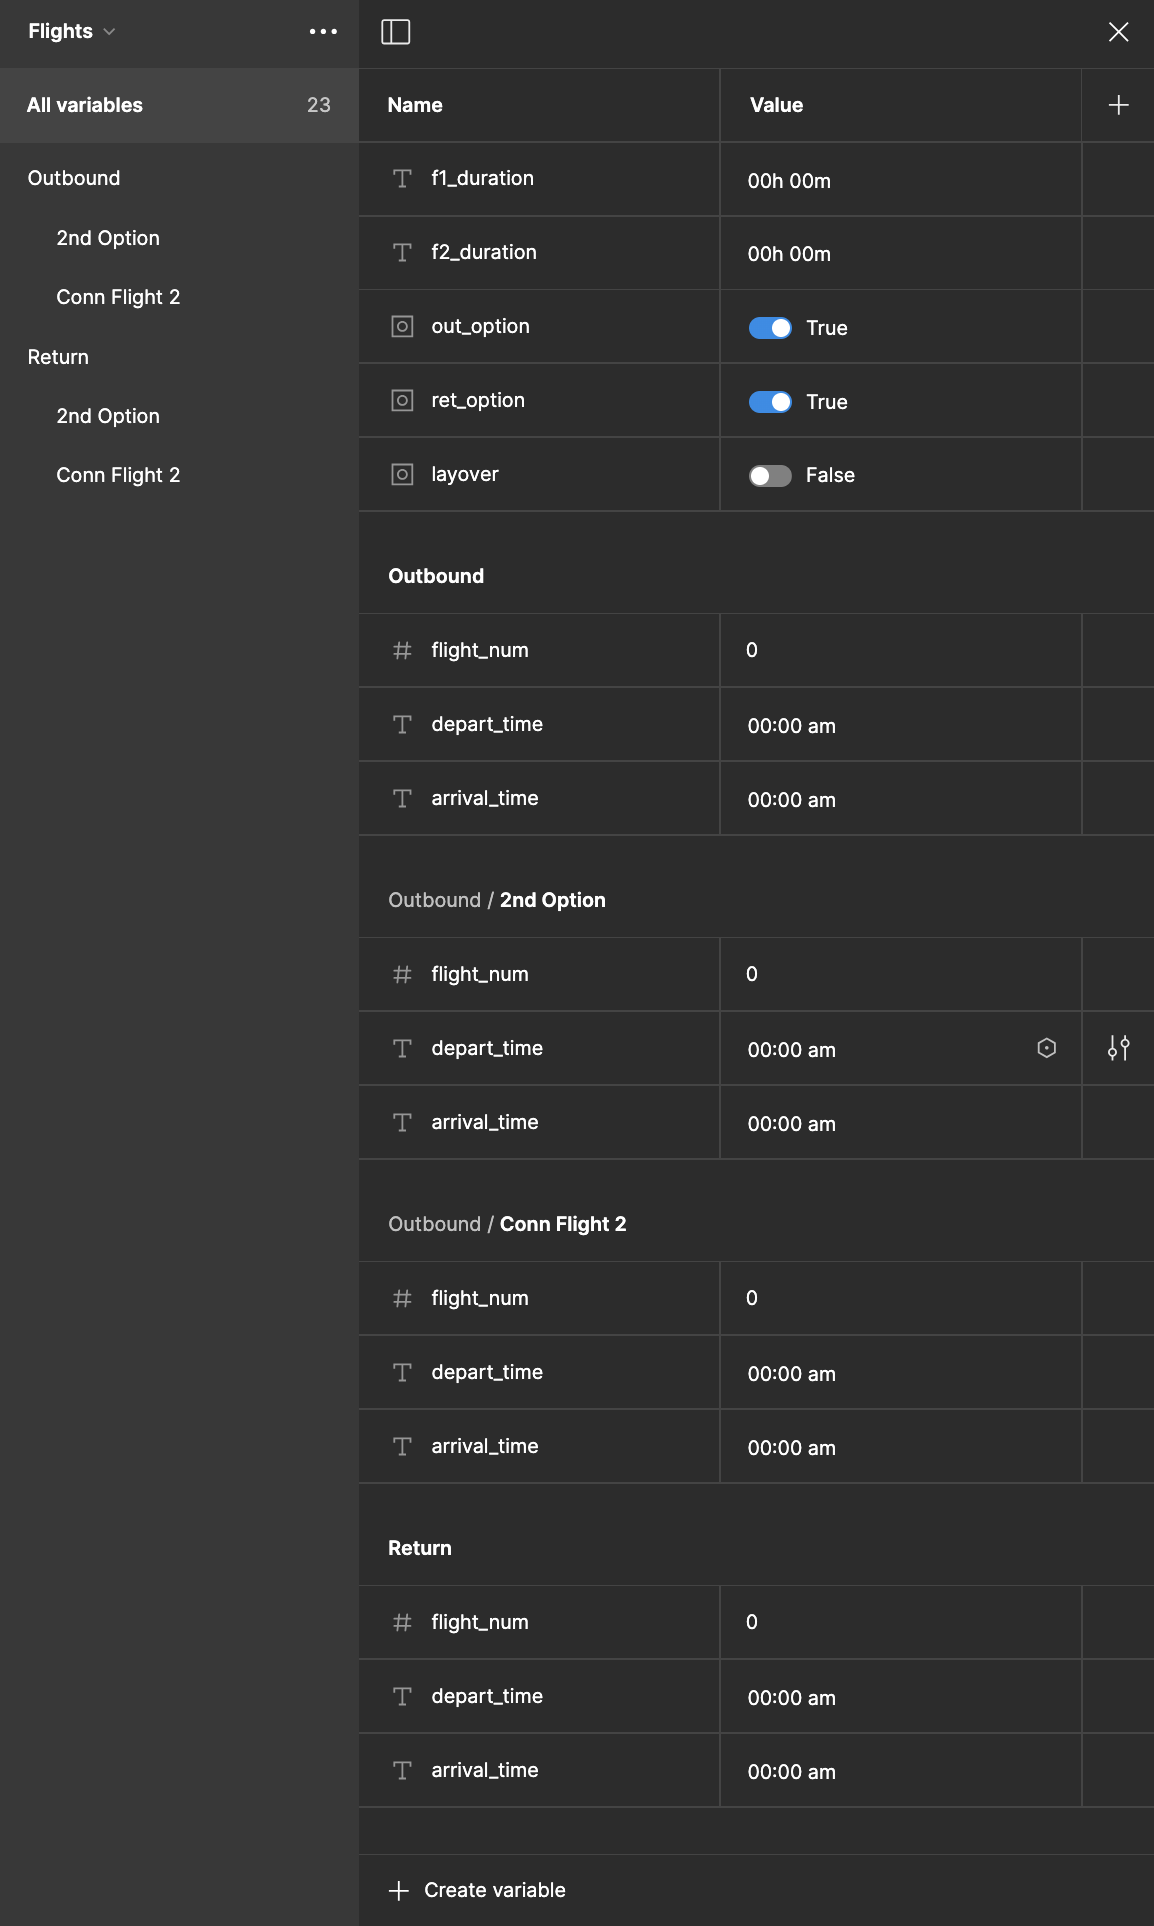 Flights
All variables 23
Outbound
2nd Option
Conn Flight 2
Return
2nd Option
Conn Flight 2
Name Value
f1_duration 00h 00m
f2_duration 00h 00m
out_option True
ret_option True
layover False
Outbound
flight_num 0
depart_time 00:00 am
arrival_time 00:00 am
Outbound / 2nd Option
flight_num 0
depart_time 00:00 am
arrival_time 00:00 am
Outbound / Conn Flight 2
flight_num 0
depart_time 00:00 am
arrival_time 00:00 am
Return
flight_num 0
depart_time 00:00 am
arrival_time 00:00 am
Create variable